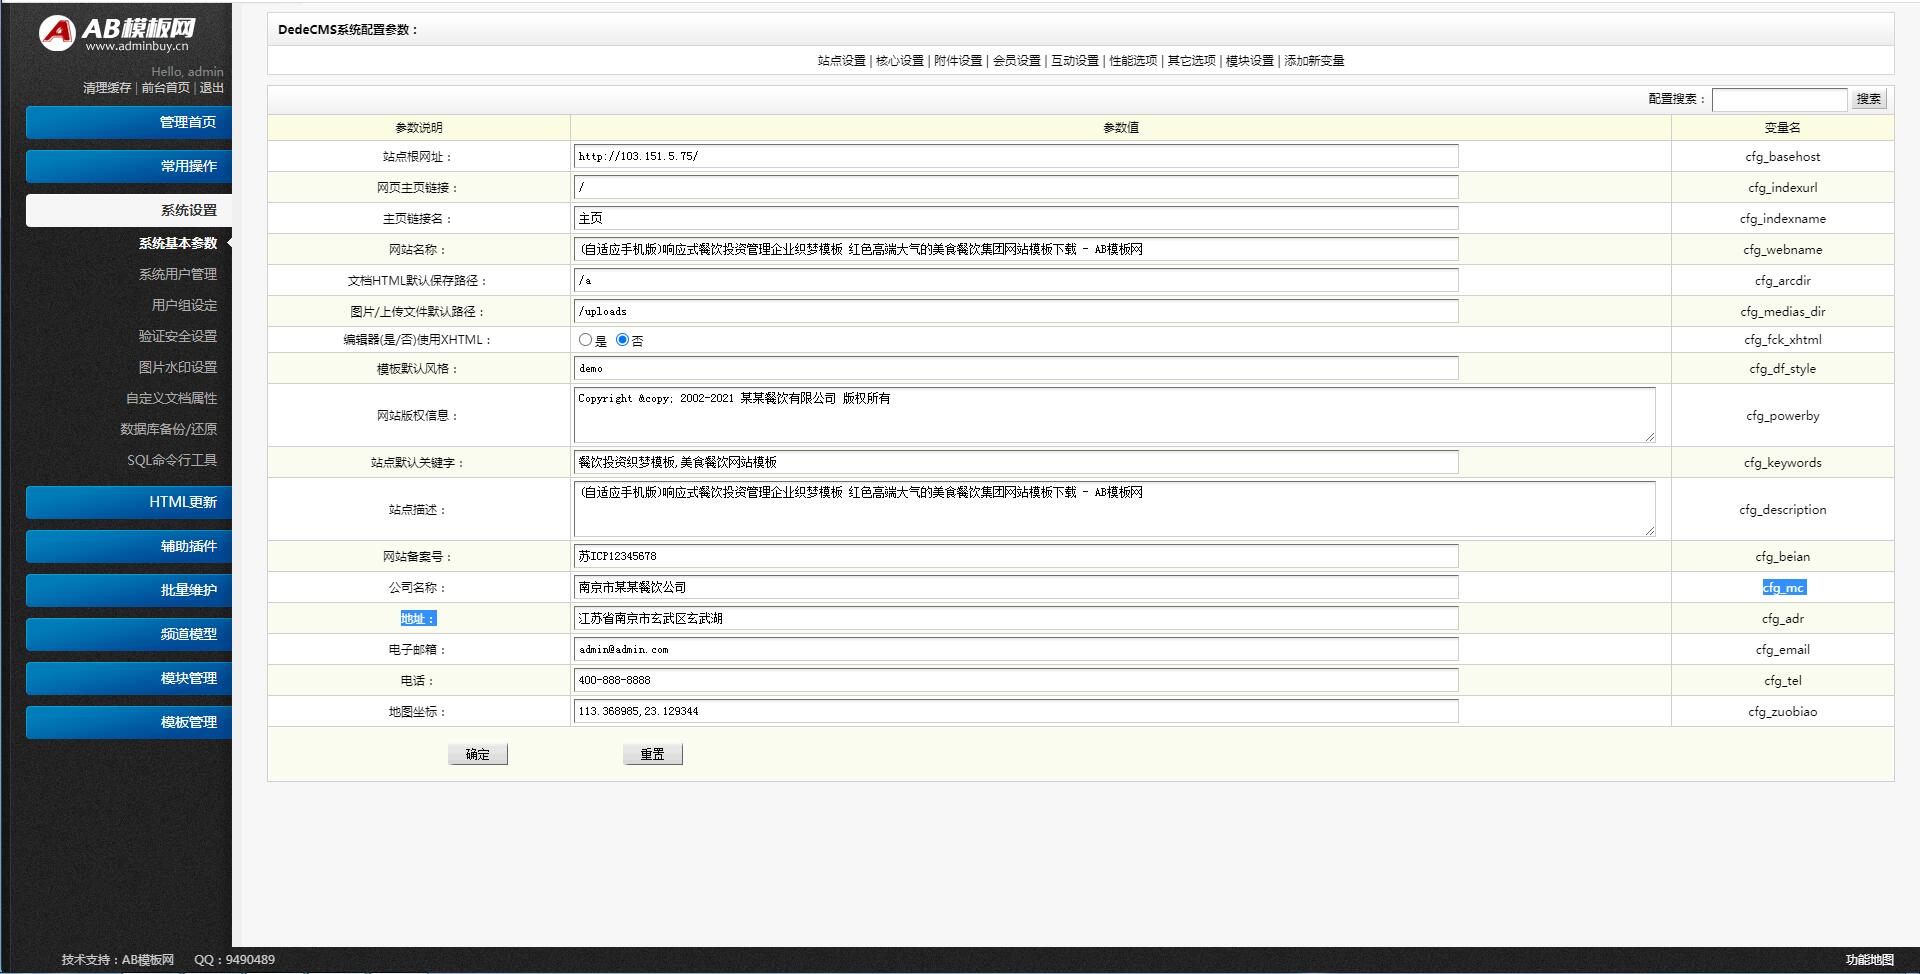 AB模板网
www.adminbuy.cn
Hello, admin
清理缓存 | 前台首页 | 退出
管理首页
常用操作
系统设置
系统基本参数
系统用户管理
用户组设定
验证安全设置
图片水印设置
自定义文档属性
数据库备份/还原
SQL命令行工具
HTML更新
辅助插件
批量维护
频道模型
模块管理
模板管理
DedeCMS系统配置参数：
站点设置 | 核心设置 | 附件设置 | 会员设置 | 互动设置 | 性能选项 | 其它选项 | 模块设置 | 添加新变量
配置搜索： 搜索
参数说明 参数值 变量名
站点根网址： http://103.151.5.75/ cfg_basehost
网页主页链接： / cfg_indexurl
主页链接名： 主页 cfg_indexname
网站名称： (自适应手机版)响应式餐饮投资管理企业织梦模板 红色高端大气的美食餐饮集团网站模板下载 - AB模板网 cfg_webname
文档HTML默认保存路径： /a cfg_arcdir
图片/上传文件默认路径： /uploads cfg_medias_dir
编辑器(是/否)使用XHTML： 是 否 cfg_fck_xhtml
模板默认风格： demo cfg_df_style
网站版权信息： Copyright &copy; 2002-2021 某某餐饮有限公司 版权所有 cfg_powerby
站点默认关键字： 餐饮投资织梦模板,美食餐饮网站模板 cfg_keywords
站点描述： (自适应手机版)响应式餐饮投资管理企业织梦模板 红色高端大气的美食餐饮集团网站模板下载 - AB模板网 cfg_description
网站备案号： 苏ICP12345678 cfg_beian
公司名称： 南京市某某餐饮公司 cfg_mc
地址： 江苏省南京市玄武区玄武湖 cfg_adr
电子邮箱： admin@admin.com cfg_email
电话： 400-888-8888 cfg_tel
地图坐标： 113.368985,23.129344 cfg_zuobiao
确定 重置
技术支持：AB模板网 QQ：9490489 功能地图